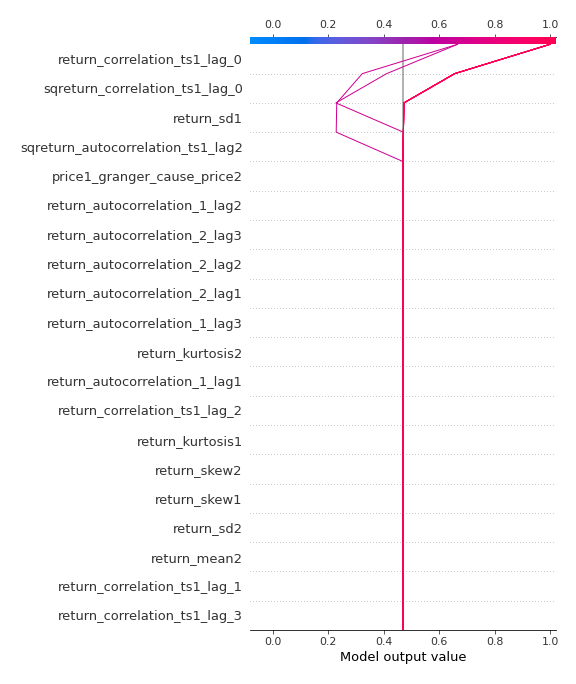 0.0 0.2 0.4 0.6 0.8 1.0
return_correlation_ts1_lag_0
sqreturn_correlation_ts1_lag_0
return_sd1
sqreturn_autocorrelation_ts1_lag2
price1_granger_cause_price2
return_autocorrelation_1_lag2
return_autocorrelation_2_lag3
return_autocorrelation_2_lag2
return_autocorrelation_2_lag1
return_autocorrelation_1_lag3
return_kurtosis2
return_autocorrelation_1_lag1
return_correlation_ts1_lag_2
return_kurtosis1
return_skew2
return_skew1
return_sd2
return_mean2
return_correlation_ts1_lag_1
return_correlation_ts1_lag_3
0.0 0.2 0.4 0.6 0.8 1.0
Model output value